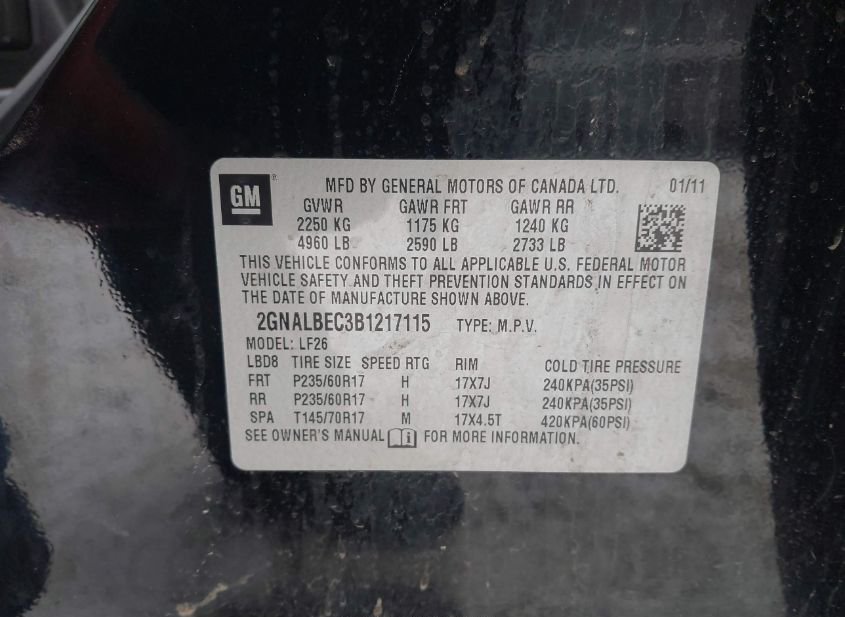 GM ® MFD BY GENERAL MOTORS OF CANADA LTD. 01/11
GVWR GAWR FRT GAWR RR
2250 KG 1175 KG 1240 KG
4960 LB 2590 LB 2733 LB
THIS VEHICLE CONFORMS TO ALL APPLICABLE U.S. FEDERAL MOTOR
VEHICLE SAFETY AND THEFT PREVENTION STANDARDS IN EFFECT ON
THE DATE OF MANUFACTURE SHOWN ABOVE.
2GNALBEC3B1217115 TYPE: M.P.V.
MODEL: LF26
LBD8 TIRE SIZE SPEED RTG RIM COLD TIRE PRESSURE
FRT P235/60R17 H 17X7J 240KPA(35PSI)
RR P235/60R17 H 17X7J 240KPA(35PSI)
SPA T145/70R17 M 17X4.5T 420KPA(60PSI)
SEE OWNER'S MANUAL FOR MORE INFORMATION.